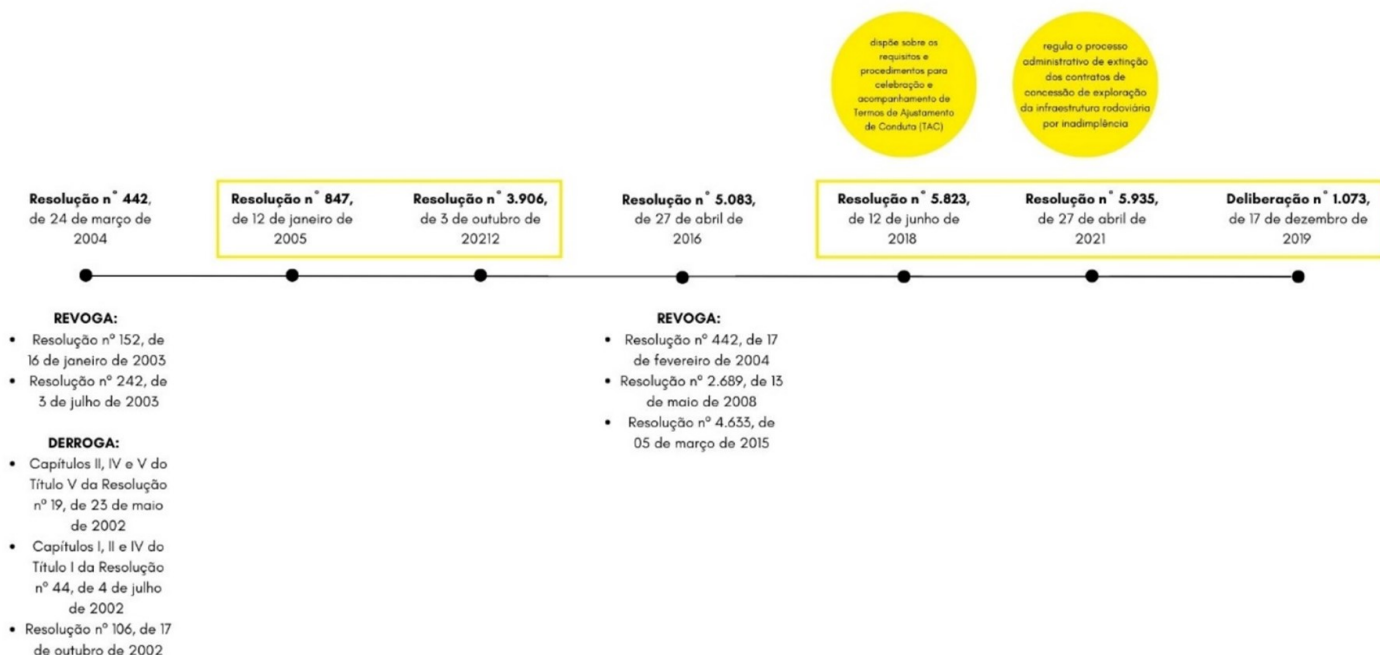 dispõe sobre os
requisitos e
procedimentos para
celebração e
acompanhamento de
Termos de Ajustamento
de Conduta (TAC)
regula o processo
administrativo de extinção
dos contratos de
concessão de exploração
da infraestrutura rodoviária
por inadimplência
Resolução n° 442,
de 24 de março de
2004
Resolução n° 847,
de 12 de janeiro de
2005
Resolução n° 3.906,
de 3 de outubro de
20212
Resolução n° 5.083,
de 27 de abril de
2016
Resolução n° 5.823,
de 12 de junho de
2018
Resolução n° 5.935,
de 27 de abril de
2021
Deliberação n° 1.073,
de 17 de dezembro de
2019
REVOGA:
• Resolução nº 152, de
16 de janeiro de 2003
• Resolução nº 242, de
3 de julho de 2003
DERROGA:
• Capítulos II, IV e V do
Título V da Resolução
nº 19, de 23 de maio
de 2002
• Capítulos I, II e IV do
Título I da Resolução
nº 44, de 4 de julho
de 2002
• Resolução nº 106, de 17
de outubro de 2002
REVOGA:
• Resolução nº 442, de 17
de fevereiro de 2004
• Resolução nº 2.689, de 13
de maio de 2008
• Resolução nº 4.633, de
05 de março de 2015